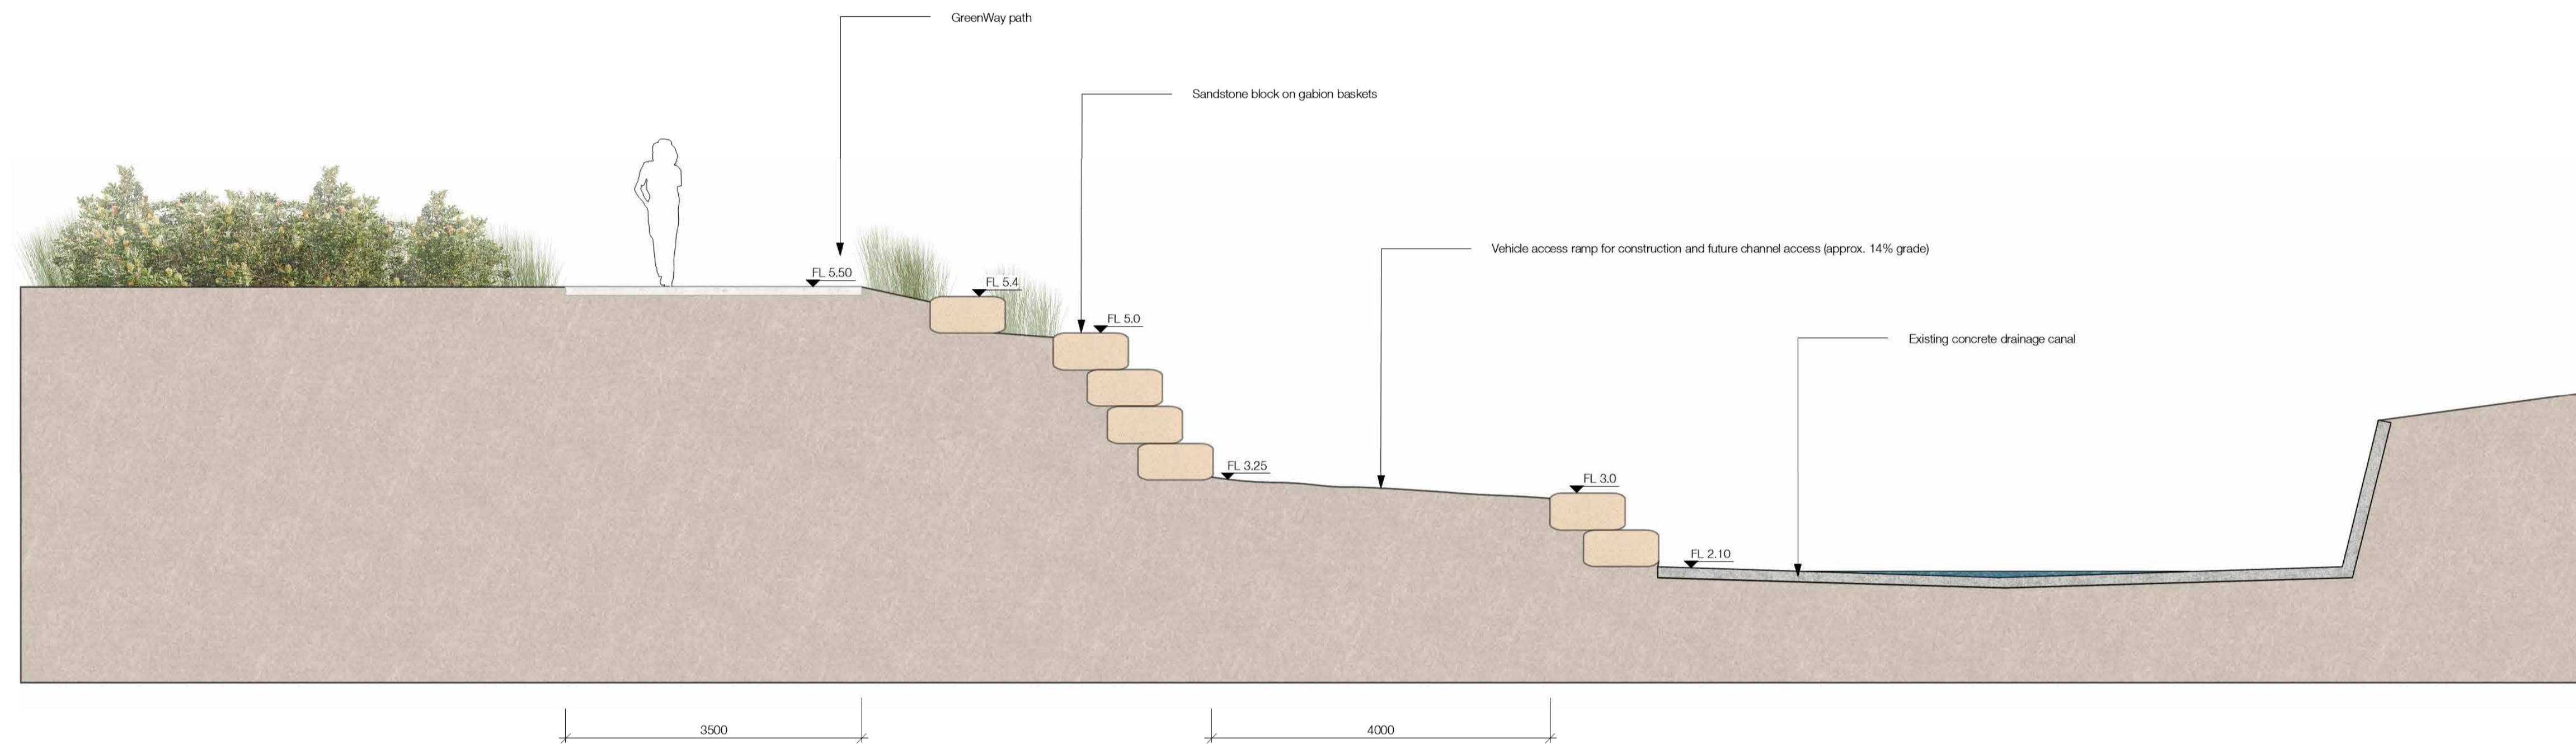 GreenWay path
Sandstone block on gabion baskets
Vehicle access ramp for construction and future channel access (approx. 14% grade)
FL 5.50
FL 5.4
FL 5.0
Existing concrete drainage canal
FL 3.25
FL 3.0
FL 2.10
3500
4000